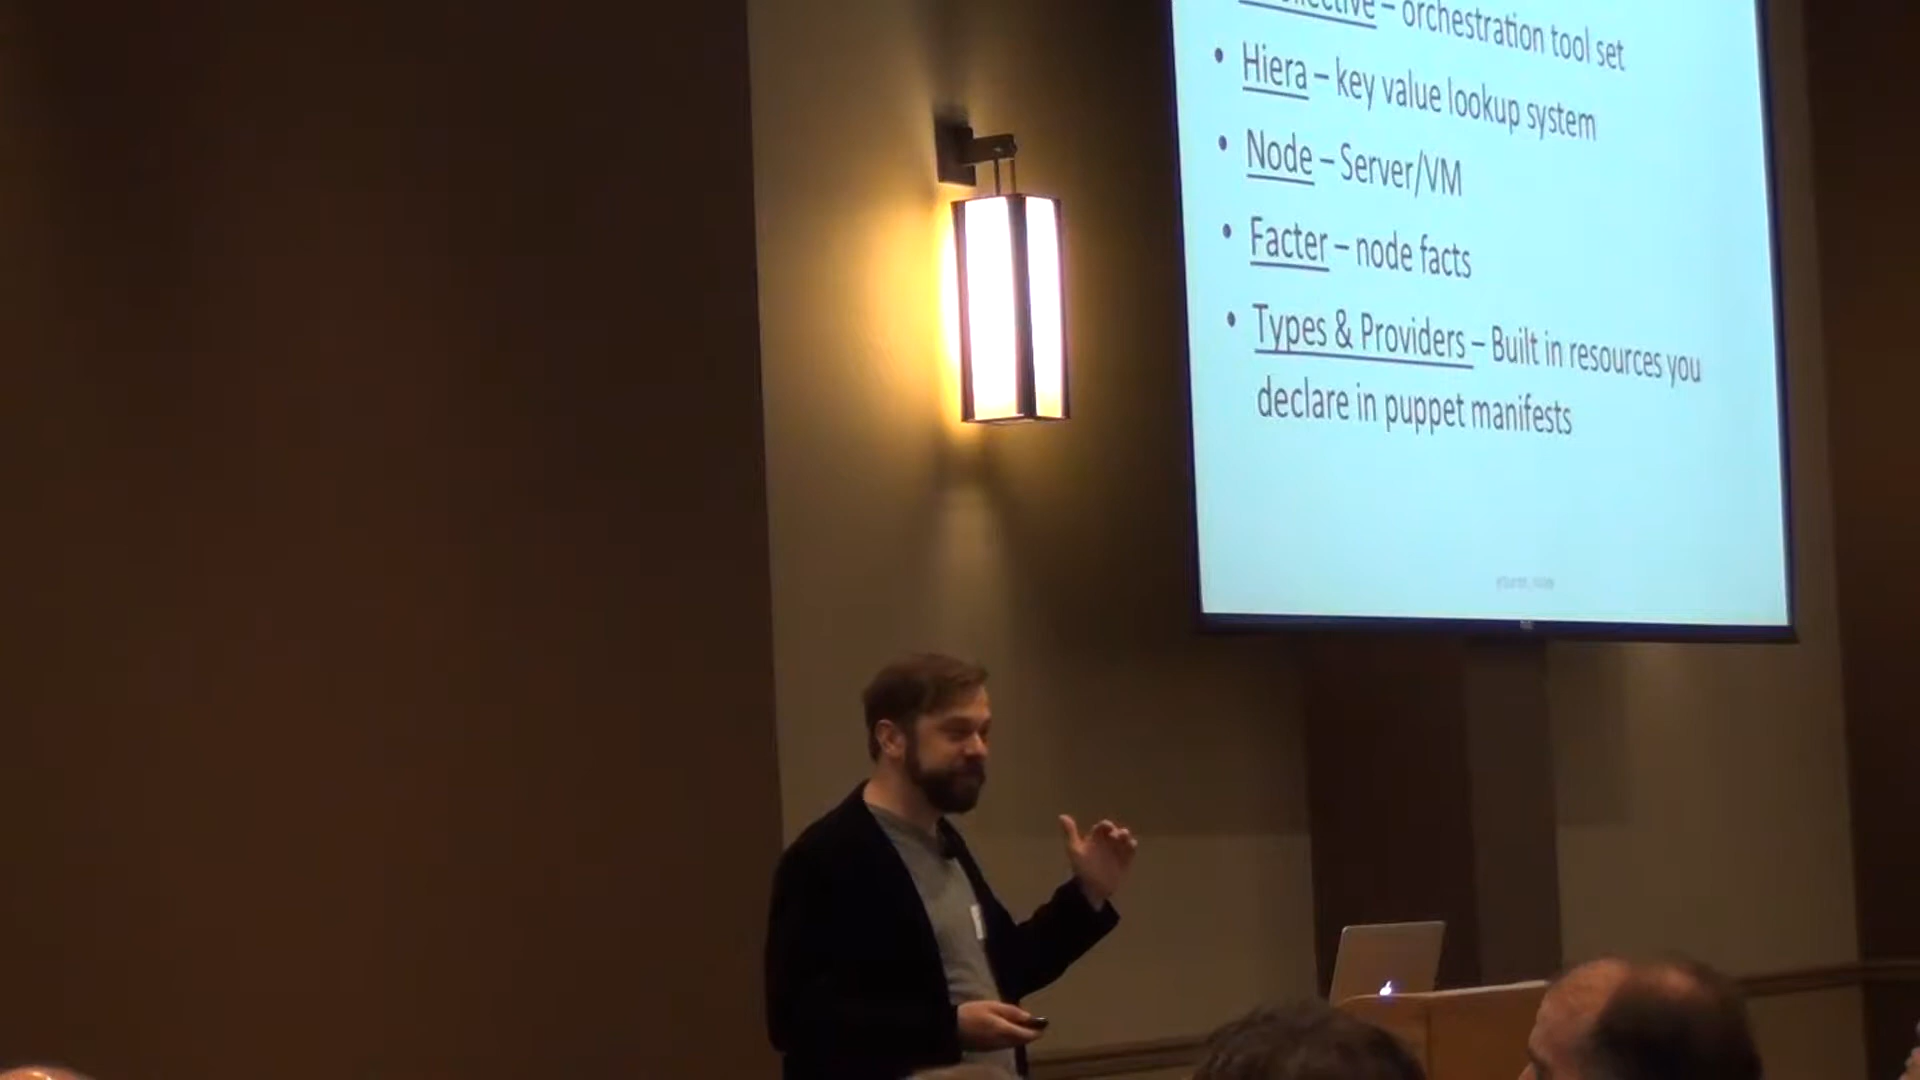 – orchestration tool set
• Hiera – key value lookup system
• Node – Server/VM
• Facter – node facts
• Types & Providers – Built in resources you
declare in puppet manifests